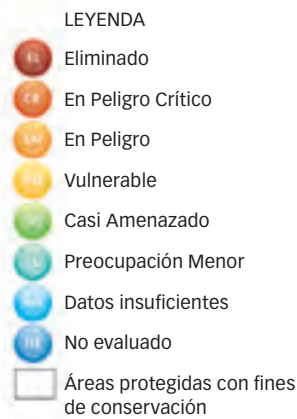 LEYENDA
Eliminado
CR En Peligro Crítico
En Peligro
Vulnerable
Casi Amenazado
Preocupación Menor
Datos insuficientes
No evaluado
Áreas protegidas con fines
de conservación